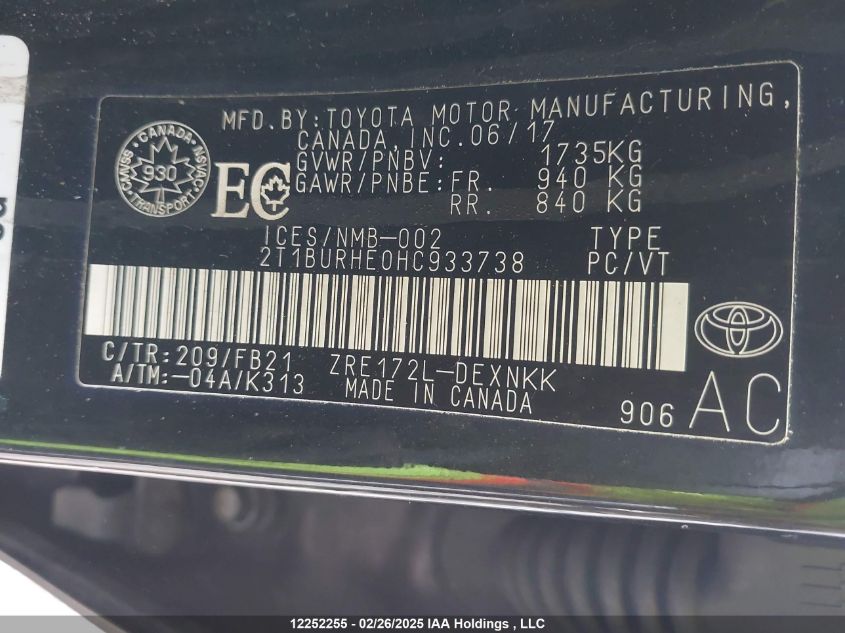 MFD. BY: TOYOTA MOTOR MANUFACTURING,
CANADA, INC. 06/17
GVWR/PNBV: 1735KG
GAWR/PNBE: FR. 940 KG
RR. 840 KG
CANADA
930
TRANSPORT
CMVSS
NSVAC
EC
ICES/NMB-002 TYPE
2T1BURHE0HC933738 PC/VT
C/TR: 209/FB21 ZRE172L-DEXNKK
A/TM: -04A/K313 MADE IN CANADA
906 AC
12252255 - 02/26/2025 IAA Holdings , LLC